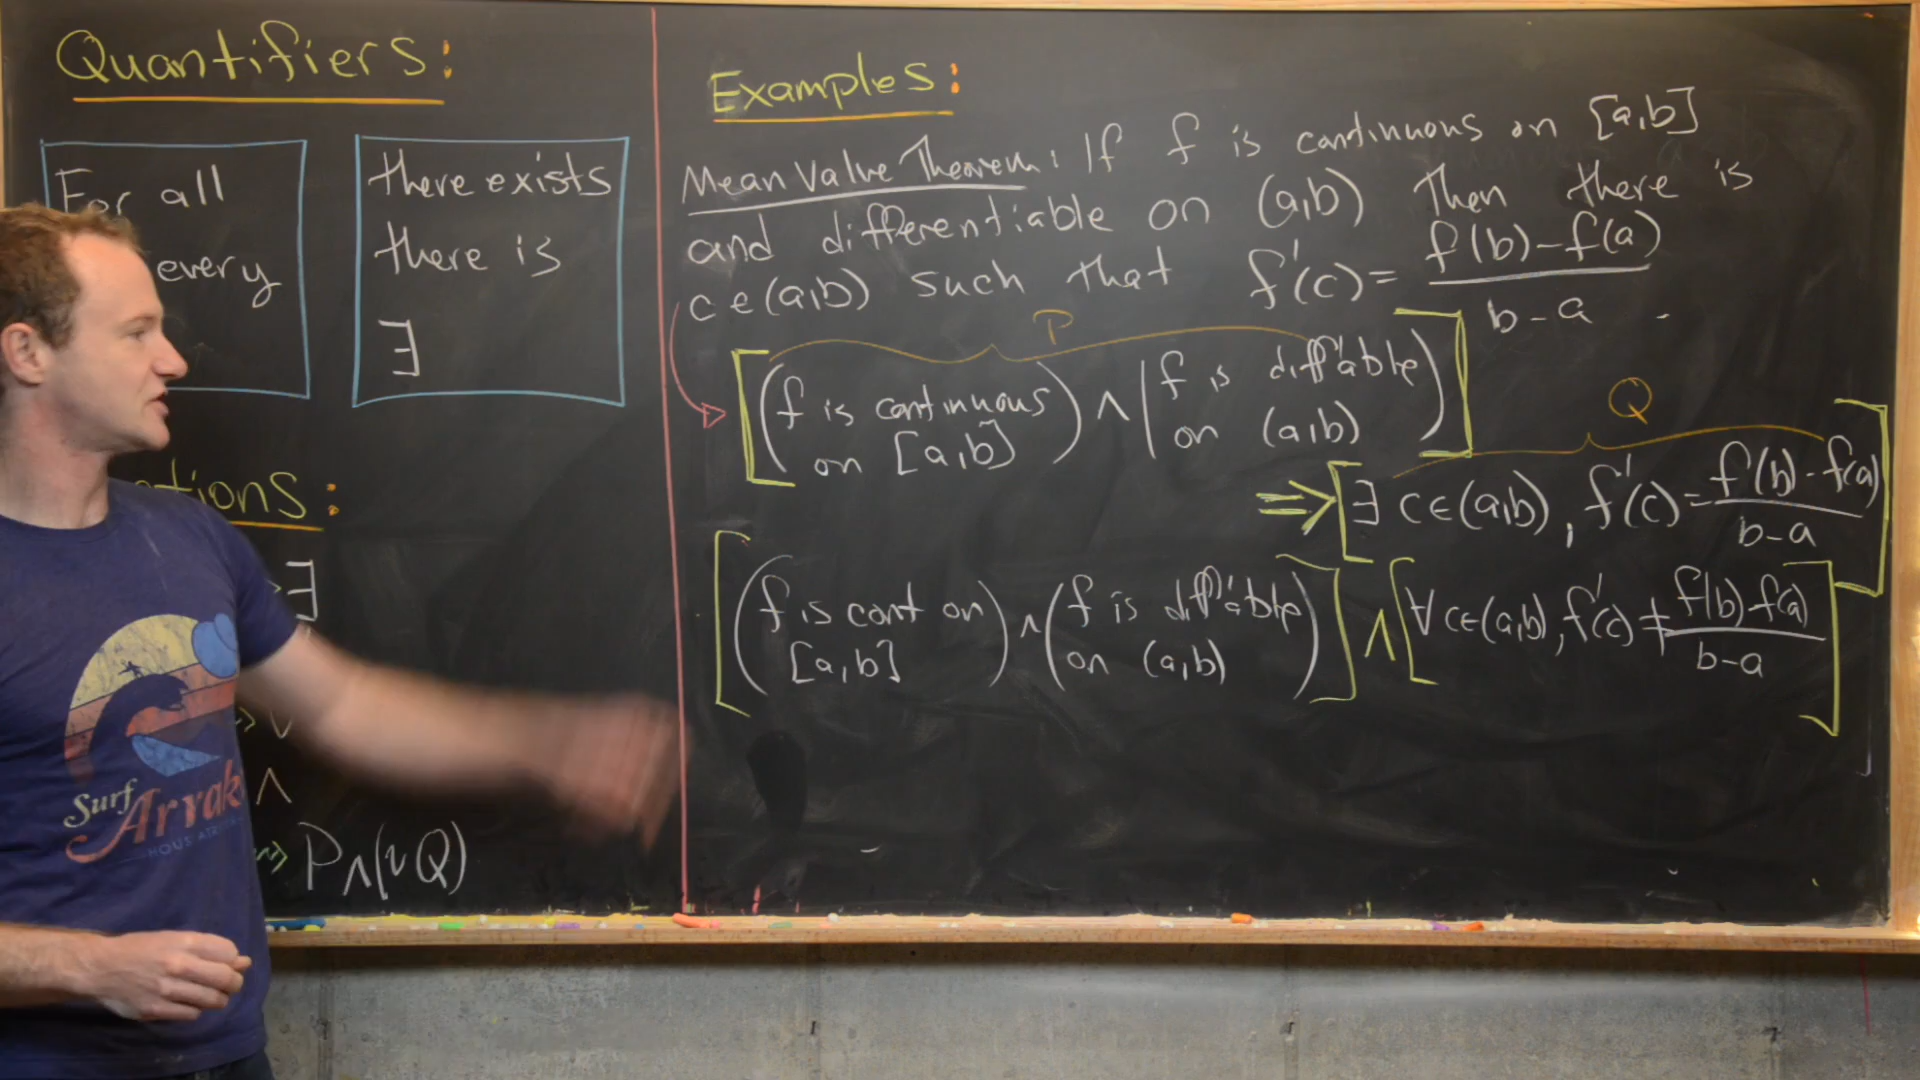 Quantifiers:
For all
every
there exists
there is
∃
∃
∨
∧
P∧(~Q)
Examples:
Mean Value Theorem: If f is continuous on [a,b]
and differentiable on (a,b) then there is
c∈(a,b) such that f'(c)= f(b)-f(a)
b-a .
P
[(f is continuous on [a,b]) ∧ (f is diff'able on (a,b))]
Q
⇒ [∃ c∈(a,b), f'(c)= f(b)-f(a) / b-a]
[(f is cont on [a,b]) ∧ (f is diff'able on (a,b))] ∧ [∀ c∈(a,b), f'(c) ≠ f(b)-f(a) / b-a]
Surf